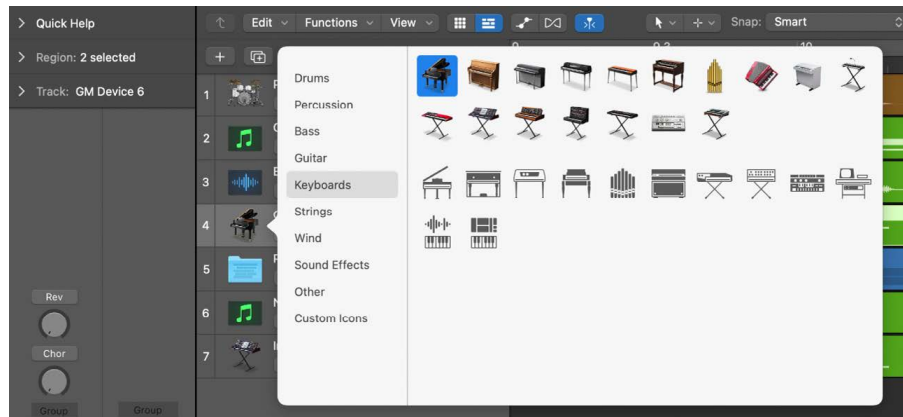 Quick Help
Edit Functions View Snap: Smart
Region: 2 selected
Track: GM Device 6
Drums
1
Percussion
Bass
2
Guitar
3
Keyboards
Strings
4
Wind
Sound Effects
5
Other
6
Custom Icons
7
Rev
Chor
Group Group